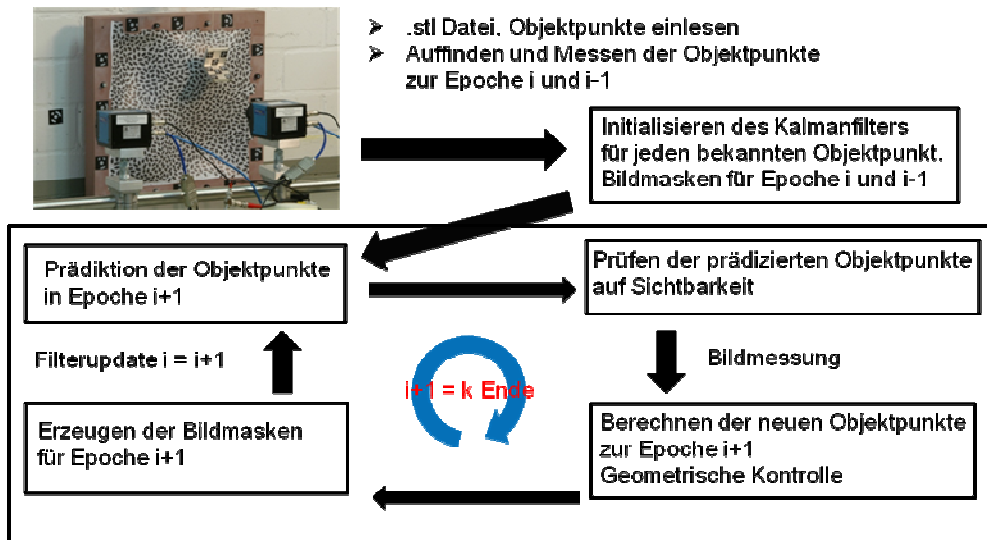 .stl Datei, Objektpunkte einlesen
Auffinden und Messen der Objektpunkte
zur Epoche i und i-1
Initialisieren des Kalmanfilters
für jeden bekannten Objektpunkt.
Bildmasken für Epoche i und i-1
Prädiktion der Objektpunkte
in Epoche i+1
Prüfen der prädizierten Objektpunkte
auf Sichtbarkeit
Filterupdate i = i+1
i+1 = k Ende
Bildmessung
Erzeugen der Bildmasken
für Epoche i+1
Berechnen der neuen Objektpunkte
zur Epoche i+1
Geometrische Kontrolle